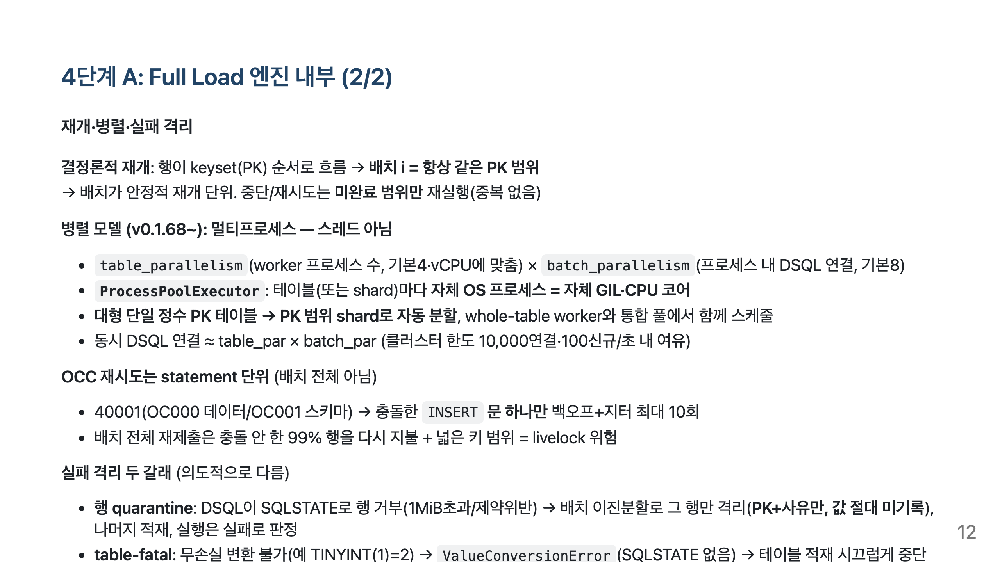 4단계 A: Full Load 엔진 내부 (2/2)
재개·병렬·실패 격리
결정론적 재개: 행이 keyset(PK) 순서로 흐름 → 배치 i = 항상 같은 PK 범위
→ 배치가 안정적 재개 단위. 중단/재시도는 미완료 범위만 재실행(중복 없음)
병렬 모델 (v0.1.68~): 멀티프로세스 — 스레드 아님
• table_parallelism(worker 프로세스 수, 기본4·vCPU에 맞춤) × batch_parallelism(프로세스 내 DSQL 연결, 기본8)
• ProcessPoolExecutor: 테이블(또는 shard)마다 자체 OS 프로세스 = 자체 GIL·CPU 코어
• 대형 단일 정수 PK 테이블 → PK 범위 shard로 자동 분할, whole-table worker와 통합 풀에서 함께 스케줄
• 동시 DSQL 연결 ≈ table_par × batch_par (클러스터 한도 10,000연결·100신규/초 내 여유)
OCC 재시도는 statement 단위 (배치 전체 아님)
• 40001(OC000 데이터/OC001 스키마) → 충돌한 INSERT 문 하나만 백오프+지터 최대 10회
• 배치 전체 재제출은 충돌 안 한 99% 행을 다시 지불 + 넓은 키 범위 = livelock 위험
실패 격리 두 갈래 (의도적으로 다름)
• 행 quarantine: DSQL이 SQLSTATE로 행 거부(1MiB초과/제약위반) → 배치 이진분할로 그 행만 격리(PK+사유만, 값 절대 미기록),
나머지 적재, 실행은 실패로 판정
12
• table-fatal: 무손실 변환 불가(예 TINYINT(1)=2) → ValueConversionError(SQLSTATE 없음) → 테이블 적재 시끄럽게 중단